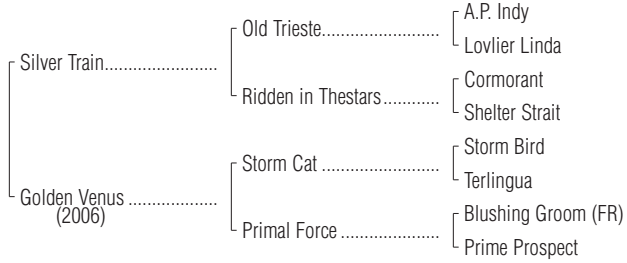 A.P. Indy
Old Trieste
Lovlier Linda
Silver Train
Cormorant
Ridden in Thestars
Shelter Strait
Storm Bird
Storm Cat
Terlingua
Golden Venus
(2006)
Blushing Groom (FR)
Primal Force
Prime Prospect